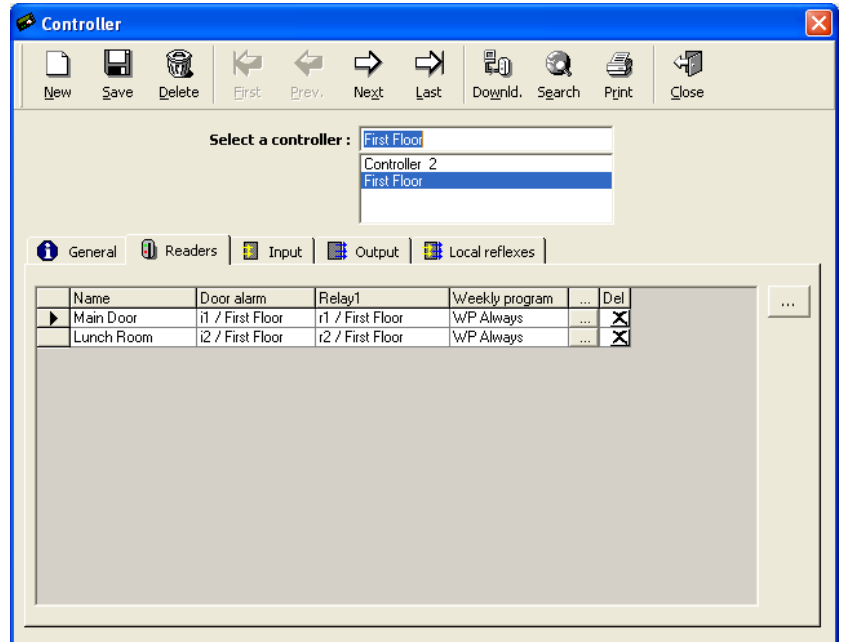 Controller
New Save Delete First Prev. Next Last Downld. Search Print Close
Select a controller : First Floor
Controller 2
First Floor
General Readers Input Output Local reflexes
Name Door alarm Relay1 Weekly program ... Del ...
Main Door i1 / First Floor r1 / First Floor WP Always ... X
Lunch Room i2 / First Floor r2 / First Floor WP Always ... X